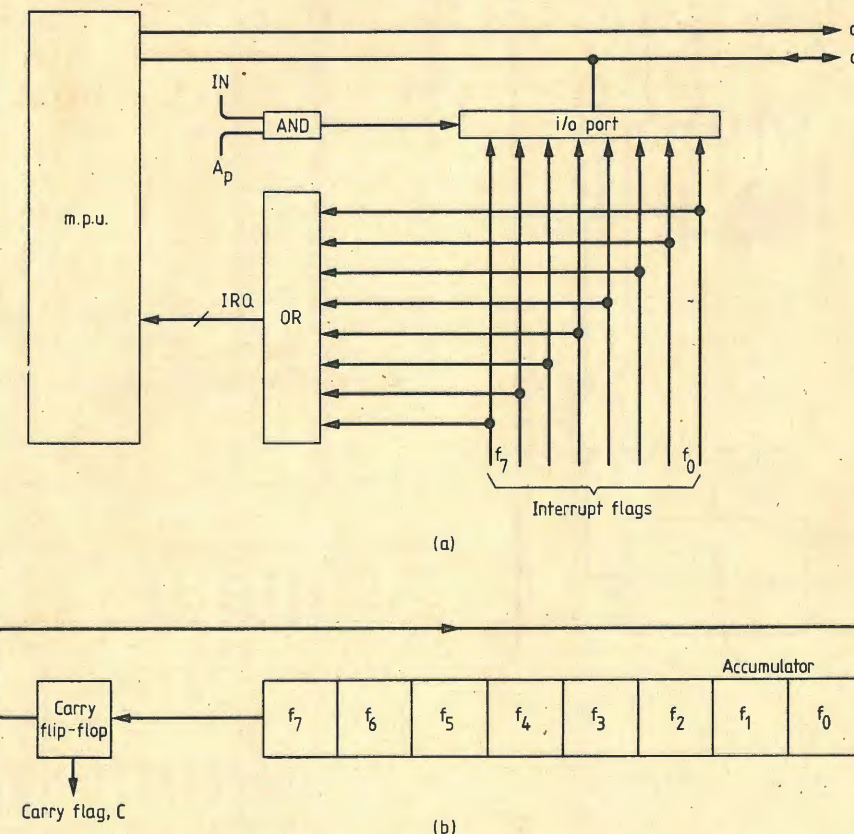 IN
AND
A_p
i/o port
m.p.u.
IRQ
OR
f_7
f_0
Interrupt flags
(a)
Accumulator
Carry
flip-flop
f_7 f_6 f_5 f_4 f_3 f_2 f_1 f_0
Carry flag, C
(b)